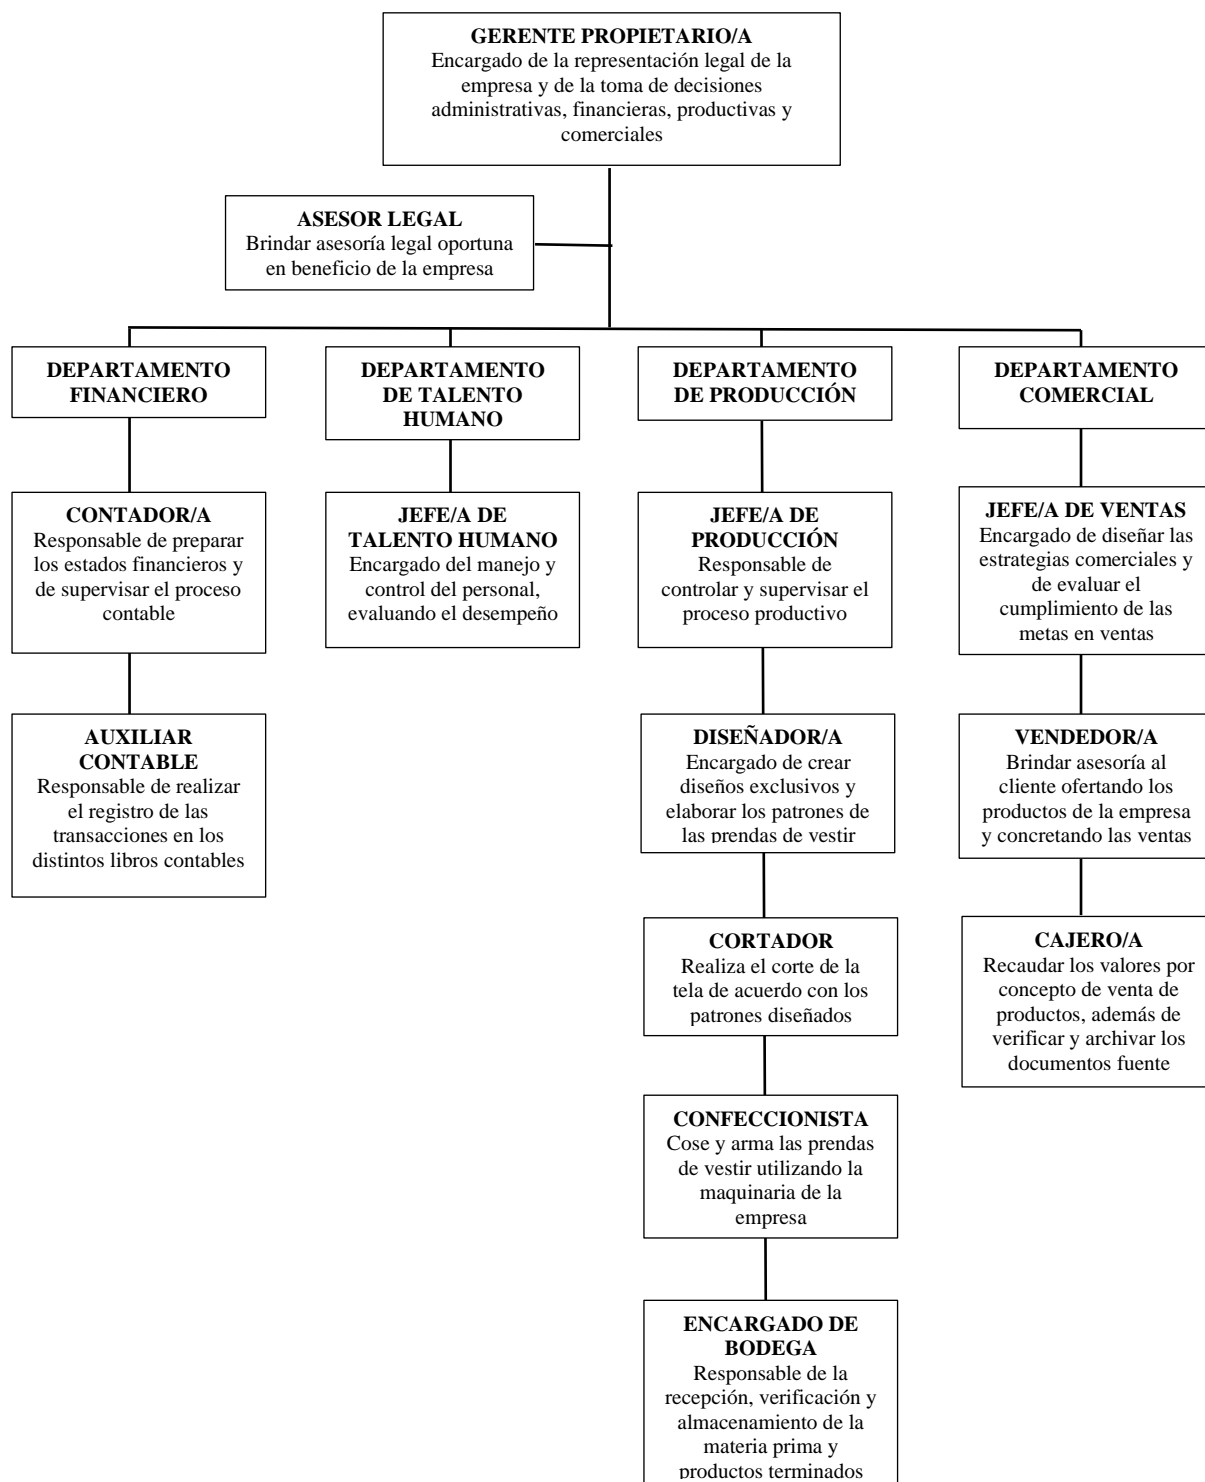 GERENTE PROPIETARIO/A
Encargado de la representación legal de la
empresa y de la toma de decisiones
administrativas, financieras, productivas y
comerciales
ASESOR LEGAL
Brindar asesoría legal oportuna
en beneficio de la empresa
DEPARTAMENTO
FINANCIERO
DEPARTAMENTO
DE TALENTO
HUMANO
DEPARTAMENTO
DE PRODUCCIÓN
DEPARTAMENTO
COMERCIAL
CONTADOR/A
Responsable de preparar
los estados financieros y
de supervisar el proceso
contable
JEFE/A DE
TALENTO HUMANO
Encargado del manejo y
control del personal,
evaluando el desempeño
JEFE/A DE
PRODUCCIÓN
Responsable de
controlar y supervisar el
proceso productivo
JEFE/A DE VENTAS
Encargado de diseñar las
estrategias comerciales y
de evaluar el
cumplimiento de las
metas en ventas
AUXILIAR
CONTABLE
Responsable de realizar
el registro de las
transacciones en los
distintos libros contables
DISEÑADOR/A
Encargado de crear
diseños exclusivos y
elaborar los patrones de
las prendas de vestir
VENDEDOR/A
Brindar asesoría al
cliente ofertando los
productos de la empresa
y concretando las ventas
CORTADOR
Realiza el corte de la
tela de acuerdo con los
patrones diseñados
CAJERO/A
Recaudar los valores por
concepto de venta de
productos, además de
verificar y archivar los
documentos fuente
CONFECCIONISTA
Cose y arma las prendas
de vestir utilizando la
maquinaria de la
empresa
ENCARGADO DE
BODEGA
Responsable de la
recepción, verificación y
almacenamiento de la
materia prima y
productos terminados